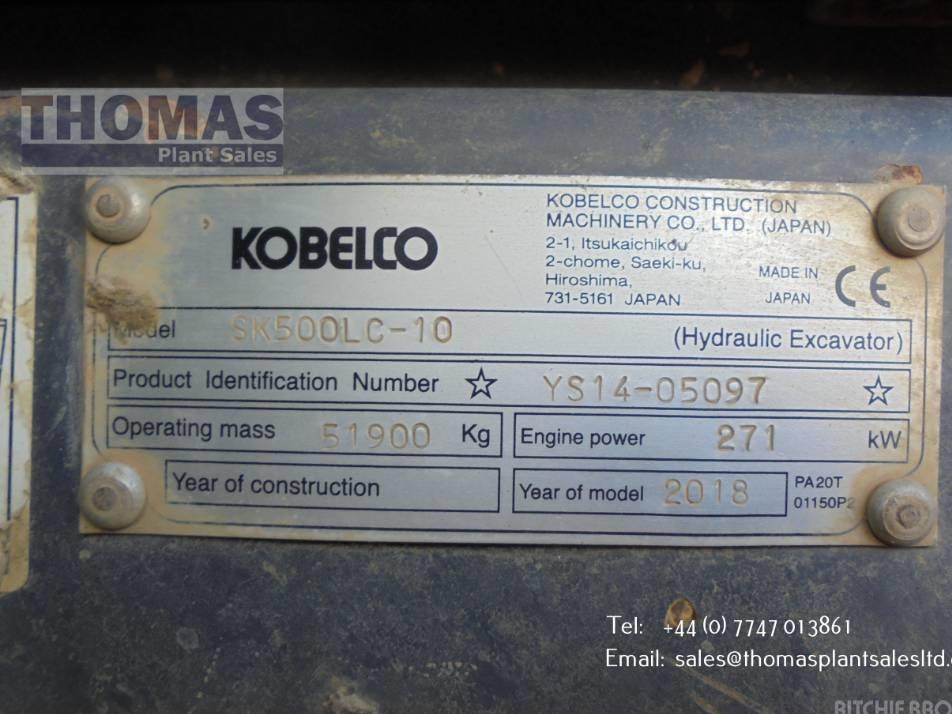 THOMAS
Plant Sales
KOBELCO
KOBELCO CONSTRUCTION
MACHINERY CO., LTD. (JAPAN)
2-1, Itsukaichikou
2-chome, Saeki-ku,
Hiroshima,
731-5161 JAPAN
MADE IN
JAPAN
CE
Model SK500LC-10 (Hydraulic Excavator)
Product Identification Number ☆ YS14-05097 ☆
Operating mass 51900 Kg Engine power 271 kW
Year of construction Year of model 2018
PA20T
01150P2
Tel: +44 (0) 7747 013861
Email: sales@thomasplantsalesltd.